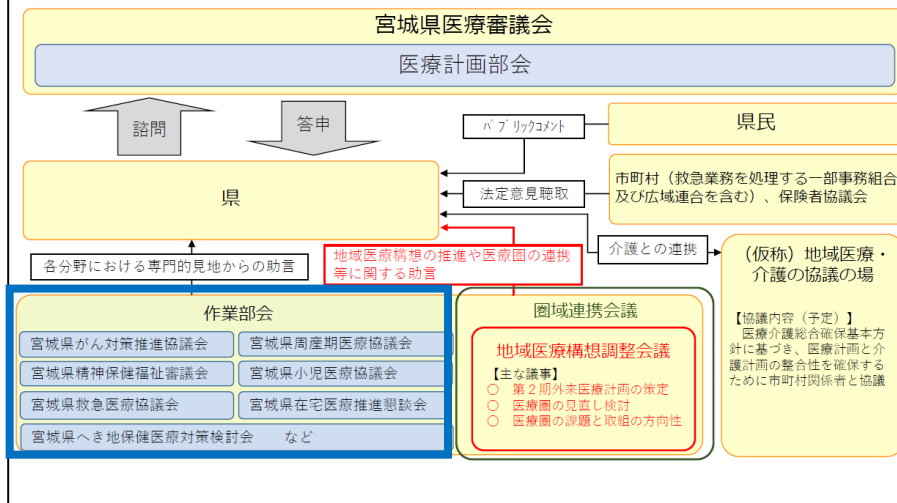 宮城県医療審議会
医療計画部会
諮問
答申
ﾊﾟﾌﾞﾘｯｸｺﾒﾝﾄ
県民
県
法定意見聴取
市町村（救急業務を処理する一部事務組合
及び広域連合を含む）、保険者協議会
各分野における専門的見地からの助言
地域医療構想の推進や医療圏の連携
等に関する助言
介護との連携
（仮称）地域医療・
介護の協議の場
【協議内容（予定）】
医療介護総合確保基本方
針に基づき、医療計画と介
護計画の整合性を確保する
ために市町村関係者と協議
作業部会
宮城県がん対策推進協議会
宮城県周産期医療協議会
宮城県精神保健福祉審議会
宮城県小児医療協議会
宮城県救急医療協議会
宮城県在宅医療推進懇談会
宮城県へき地保健医療対策検討会　など
圏域連携会議
地域医療構想調整会議
【主な議事】
○　第２期外来医療計画の策定
○　医療圏の見直し検討
○　医療圏の課題と取組の方向性